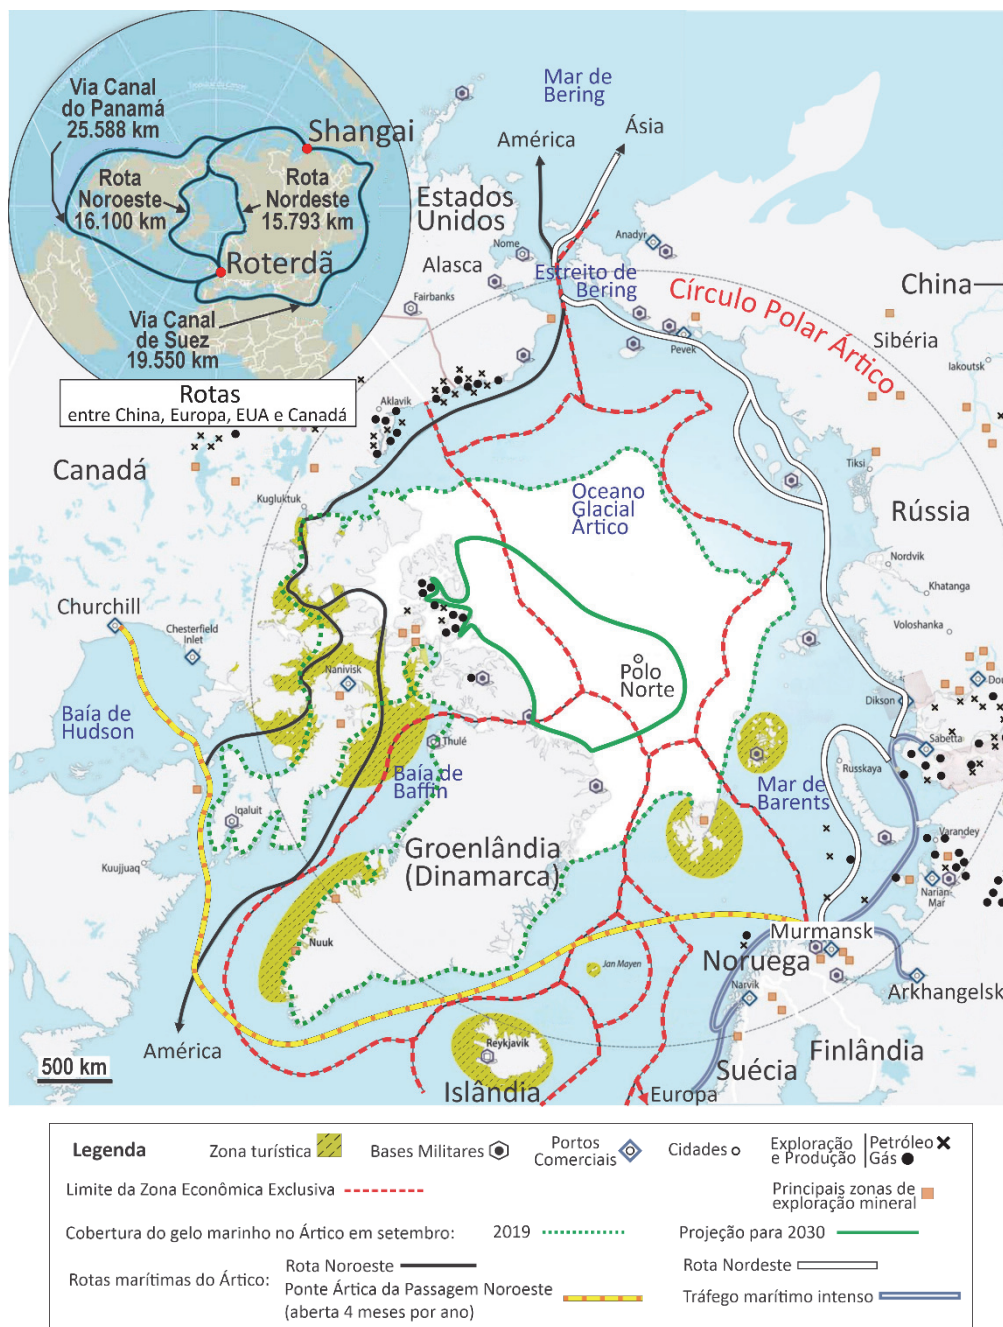 Via Canal
do Panamá
25.588 km
Shangai
Rota
Noroeste
16.100 km
Rota
Nordeste
15.793 km
Roterdã
Via Canal
de Suez
19.550 km
Rotas
entre China, Europa, EUA e Canadá
Mar de
Bering
América
Ásia
Estados
Unidos
Nome
Anadyr
Alasca
Estreito de
Bering
Fairbanks
Círculo Polar Ártico
China
Sibéria
Pevek
Iakoutsk
Aklavik
Canadá
Kugluktuk
Tiksi
Oceano
Glacial
Ártico
Rússia
Nordvik
Khatanga
Churchill
Voloshanka
Chesterfield
Inlet
Nanivisk
Polo
Norte
Dou
Dikson
Baía de
Hudson
Thulé
Sabetta
Baía de
Baffin
Russkaya
Mar de
Barents
Iqaluit
Varandey
Groenlândia
(Dinamarca)
Kuujjuaq
Narian-
Mar
Murmansk
Nuuk
Noruega
Jan Mayen
Narvik
Arkhangelsk
América
Reykjavik
500 km
Finlândia
Suécia
Islândia
Europa
Legenda
Zona turística
Bases Militares
Portos
Comerciais
Cidades
Exploração
e Produção
Petróleo
Gás
Limite da Zona Econômica Exclusiva
Principais zonas de
exploração mineral
Cobertura do gelo marinho no Ártico em setembro:
2019
Projeção para 2030
Rotas marítimas do Ártico:
Rota Noroeste
Rota Nordeste
Ponte Ártica da Passagem Noroeste
(aberta 4 meses por ano)
Tráfego marítimo intenso